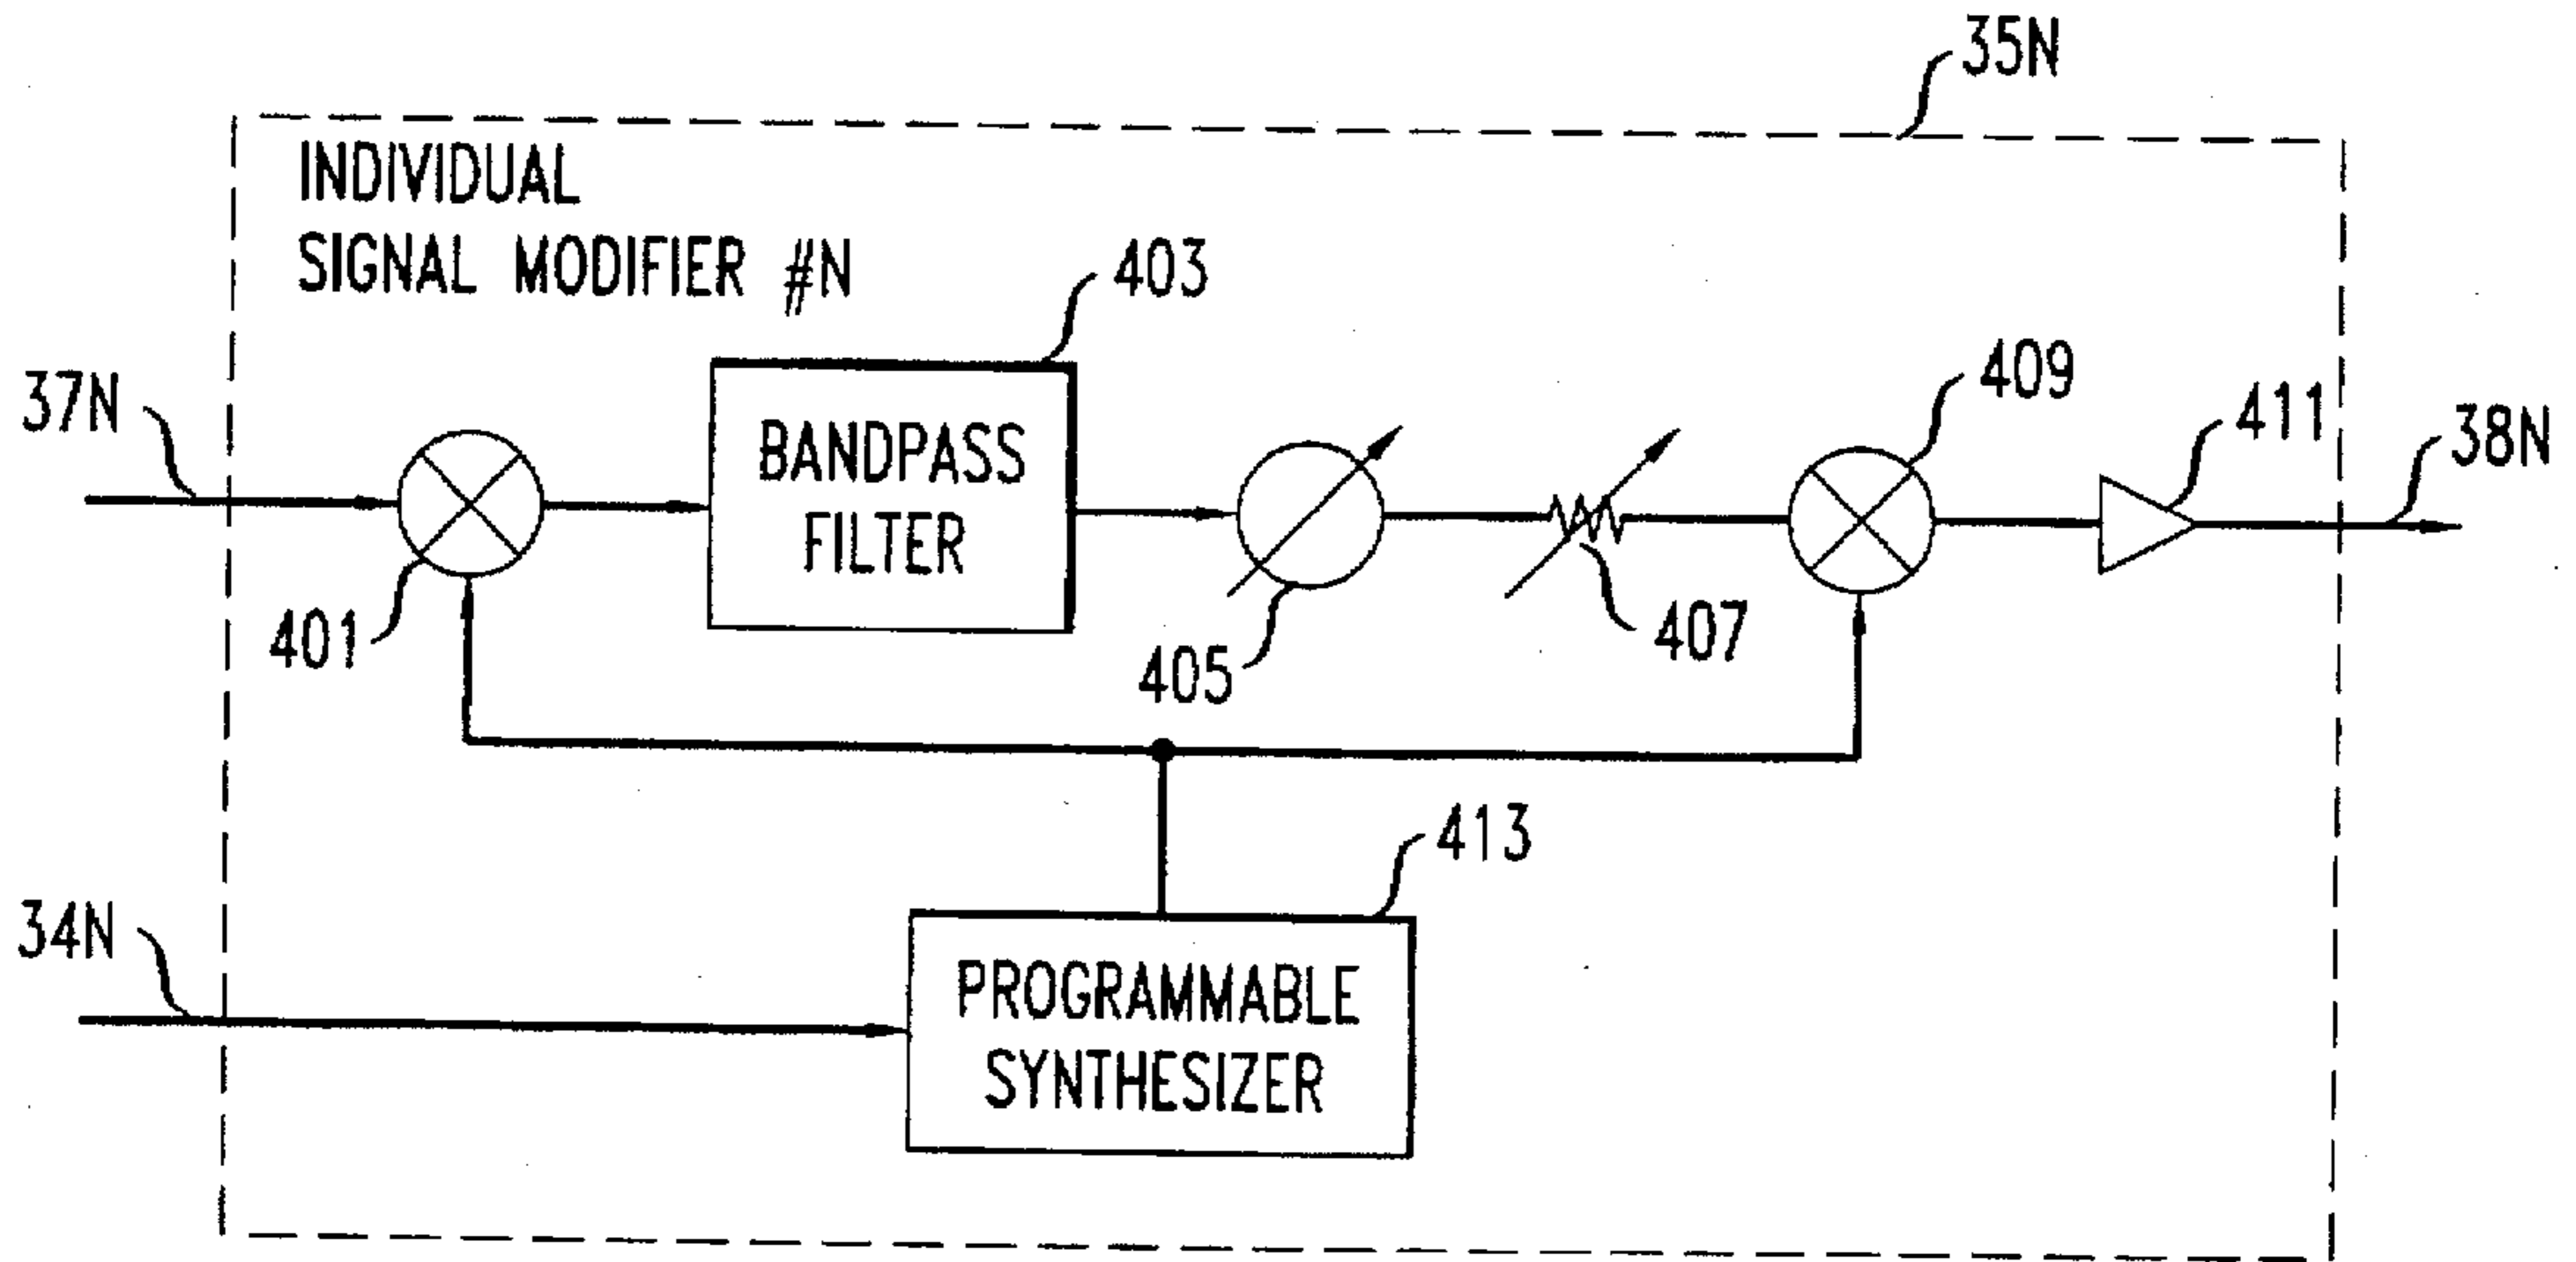 35N
INDIVIDUAL
SIGNAL MODIFIER #N
403
37N
BANDPASS
FILTER
409
411
38N
401
405
407
413
34N
PROGRAMMABLE
SYNTHESIZER